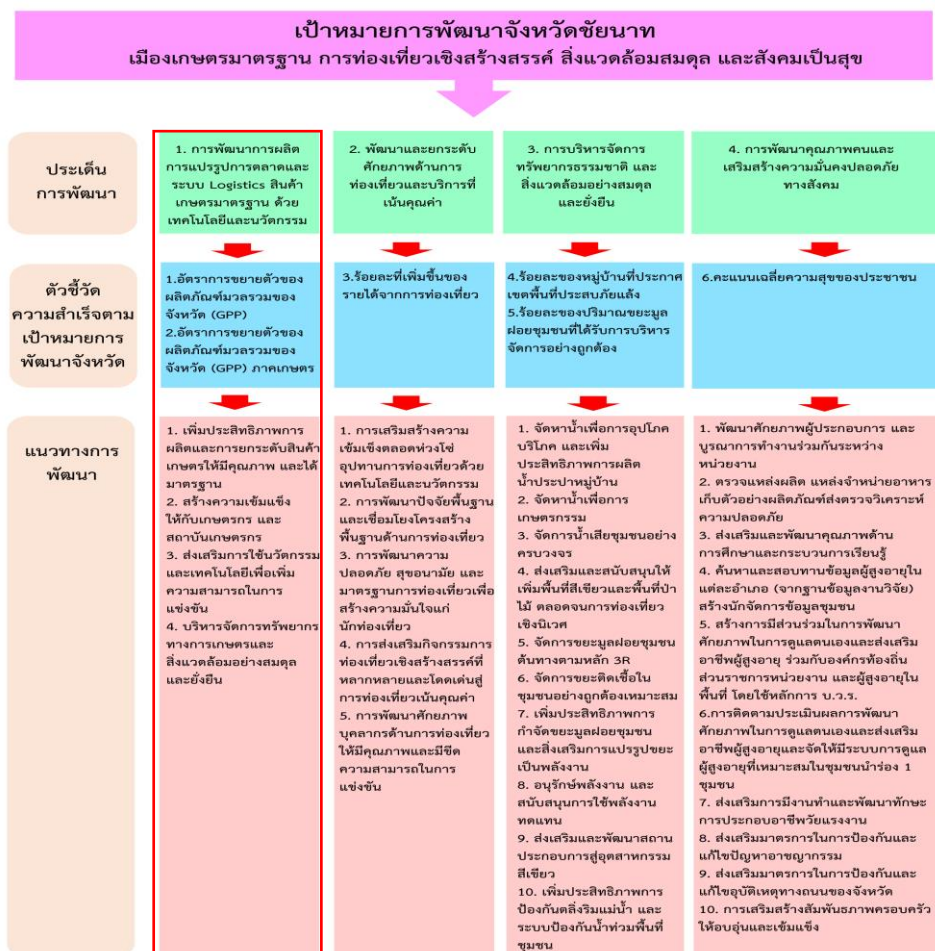 เป้าหมายการพัฒนาจังหวัดชัยนาท
เมืองเกษตรมาตรฐาน การท่องเที่ยวเชิงสร้างสรรค์ สิ่งแวดล้อมสมดุล และสังคมเป็นสุข
ประเด็น
การพัฒนา
1. การพัฒนาการผลิต
การแปรรูปการตลาดและ
ระบบ Logistics สินค้า
เกษตรมาตรฐาน ด้วย
เทคโนโลยีและนวัตกรรม
2. พัฒนาและยกระดับ
ศักยภาพด้านการ
ท่องเที่ยวและบริการที่
เน้นคุณค่า
3. การบริหารจัดการ
ทรัพยากรธรรมชาติ และ
สิ่งแวดล้อมอย่างสมดุล
และยั่งยืน
4. การพัฒนาคุณภาพคนและ
เสริมสร้างความมั่นคงปลอดภัย
ทางสังคม
ตัวชี้วัด
ความสำเร็จตาม
เป้าหมายการ
พัฒนาจังหวัด
1.อัตราการขยายตัวของ
ผลิตภัณฑ์มวลรวมของ
จังหวัด (GPP)
2.อัตราการขยายตัวของ
ผลิตภัณฑ์มวลรวมของ
จังหวัด (GPP) ภาคเกษตร
3.ร้อยละที่เพิ่มขึ้นของ
รายได้จากการท่องเที่ยว
4.ร้อยละของหมู่บ้านที่ประกาศ
เขตพื้นที่ประสบภัยแล้ง
5.ร้อยละของปริมาณขยะมูล
ฝอยชุมชนที่ได้รับการบริหาร
จัดการอย่างถูกต้อง
6.คะแนนเฉลี่ยความสุขของประชาชน
แนวทางการ
พัฒนา
1. เพิ่มประสิทธิภาพการ
ผลิตและการยกระดับสินค้า
เกษตรให้มีคุณภาพ และได้
มาตรฐาน
2. สร้างความเข้มแข็ง
ให้กับเกษตรกร และ
สถาบันเกษตรกร
3. ส่งเสริมการใช้นวัตกรรม
และเทคโนโลยีเพื่อเพิ่ม
ความสามารถในการ
แข่งขัน
4. บริหารจัดการทรัพยากร
ทางการเกษตรและ
สิ่งแวดล้อมอย่างสมดุล
และยั่งยืน
1. การเสริมสร้างความ
เข้มเข็งตลอดห่วงโซ่
อุปทานการท่องเที่ยวด้วย
เทคโนโลยีและนวัตกรรม
2. การพัฒนาปัจจัยพื้นฐาน
และเชื่อมโยงโครงสร้าง
พื้นฐานด้านการท่องเที่ยว
3. การพัฒนาความ
ปลอดภัย สุขอนามัย และ
มาตรฐานการท่องเที่ยวเพื่อ
สร้างความมั่นใจแก่
นักท่องเที่ยว
4. การส่งเสริมกิจกรรมการ
ท่องเที่ยวเชิงสร้างสรรค์ที่
หลากหลายและโดดเด่นสู่
การท่องเที่ยวเน้นคุณค่า
5. การพัฒนาศักยภาพ
บุคลากรด้านการท่องเที่ยว
ให้มีคุณภาพและมีขีด
ความสามารถในการ
แข่งขัน
1. จัดหาน้ำเพื่อการอุปโภค
บริโภค และเพิ่ม
ประสิทธิภาพการผลิต
น้ำประปาหมู่บ้าน
2. จัดหาน้ำเพื่อการ
เกษตรกรรม
3. จัดการน้ำเสียชุมชนอย่าง
ครบวงจร
4. ส่งเสริมและสนับสนุนให้
เพิ่มพื้นที่สีเขียวและพื้นที่ป่า
ไม้ ตลอดจนการท่องเที่ยว
เชิงนิเวศ
5. จัดการขยะมูลฝอยชุมชน
ต้นทางตามหลัก 3R
6. จัดการขยะติดเชื้อใน
ชุมชนอย่างถูกต้องเหมาะสม
7. เพิ่มประสิทธิภาพการ
กำจัดขยะมูลฝอยชุมชน
และสิ่งเสริมการแปรรูปขยะ
เป็นพลังงาน
8. อนุรักษ์พลังงาน และ
สนับสนุนการใช้พลังงาน
ทดแทน
9. ส่งเสริมและพัฒนาสถาน
ประกอบการสู่อุตสาหกรรม
สีเขียว
10. เพิ่มประสิทธิภาพการ
ป้องกันตลิ่งริมแม่น้ำ และ
ระบบป้องกันน้ำท่วมพื้นที่
ชุมชน
1. พัฒนาศักยภาพผู้ประกอบการ และ
บูรณาการทำงานร่วมกันระหว่าง
หน่วยงาน
2. ตรวจแหล่งผลิต แหล่งจำหน่ายอาหาร
เก็บตัวอย่างผลิตภัณฑ์ส่งตรวจวิเคราะห์
ความปลอดภัย
3. ส่งเสริมและพัฒนาคุณภาพด้าน
การศึกษาและกระบวนการเรียนรู้
4. ค้นหาและสอบทานข้อมูลผู้สูงอายุใน
แต่ละอำเภอ (จากฐานข้อมูลงานวิจัย)
สร้างนักจัดการข้อมูลชุมชน
5. สร้างการมีส่วนร่วมในการพัฒนา
ศักยภาพในการดูแลตนเองและส่งเสริม
อาชีพผู้สูงอายุ ร่วมกับองค์กรท้องถิ่น
ส่วนราชการหน่วยงาน และผู้สูงอายุใน
พื้นที่ โดยใช้หลักการ บ.ว.ร.
6.การติดตามประเมินผลการพัฒนา
ศักยภาพในการดูแลตนเองและส่งเสริม
อาชีพผู้สูงอายุและจัดให้มีระบบการดูแล
ผู้สูงอายุที่เหมาะสมในชุมชนนำร่อง 1
ชุมชน
7. ส่งเสริมการมีงานทำและพัฒนาทักษะ
การประกอบอาชีพวัยแรงงาน
8. ส่งเสริมมาตรการในการป้องกันและ
แก้ไขปัญหาอาชญากรรม
9. ส่งเสริมมาตรการในการป้องกันและ
แก้ไขอุบัติเหตุทางถนนของจังหวัด
10. การเสริมสร้างสัมพันธภาพครอบครัว
ให้อบอุ่นและเข้มแข็ง